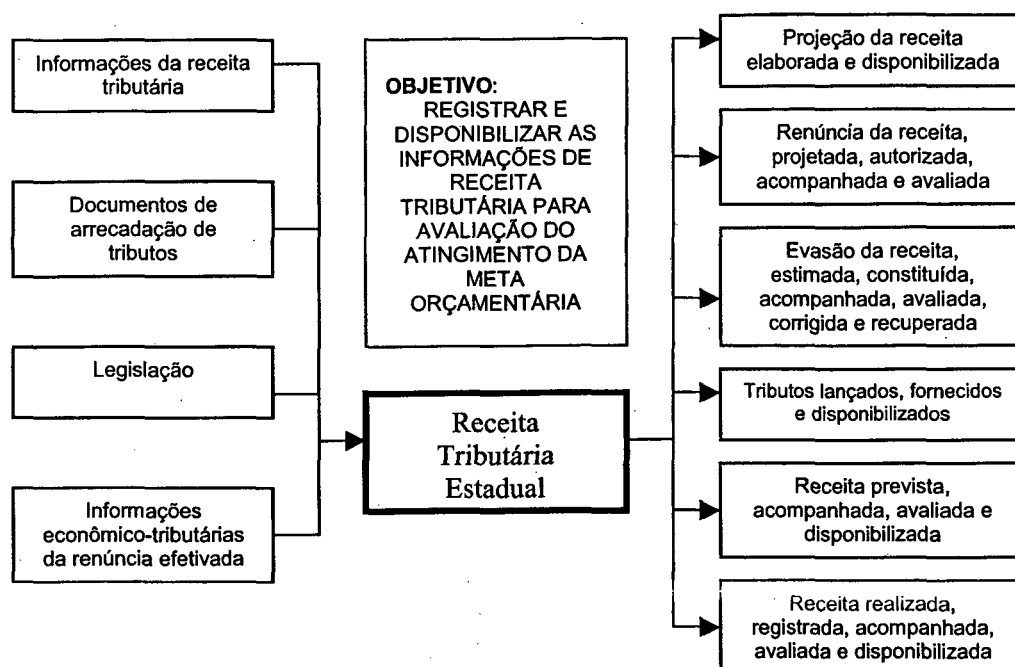 Informações da receita
tributária
Documentos de
arrecadação de
tributos
Legislação
Informações
econômico-tributárias
da renúncia efetivada
OBJETIVO:
REGISTRAR E
DISPONIBILIZAR AS
INFORMAÇÕES DE
RECEITA
TRIBUTÁRIA PARA
AVALIAÇÃO DO
ATINGIMENTO DA
META
ORÇAMENTÁRIA
Receita
Tributária
Estadual
Projeção da receita
elaborada e disponibilizada
Renúncia da receita,
projetada, autorizada,
acompanhada e avaliada
Evasão da receita,
estimada, constituída,
acompanhada, avaliada,
corrigida e recuperada
Tributos lançados, fornecidos
e disponibilizados
Receita prevista,
acompanhada, avaliada e
disponibilizada
Receita realizada,
registrada, acompanhada,
avaliada e disponibilizada